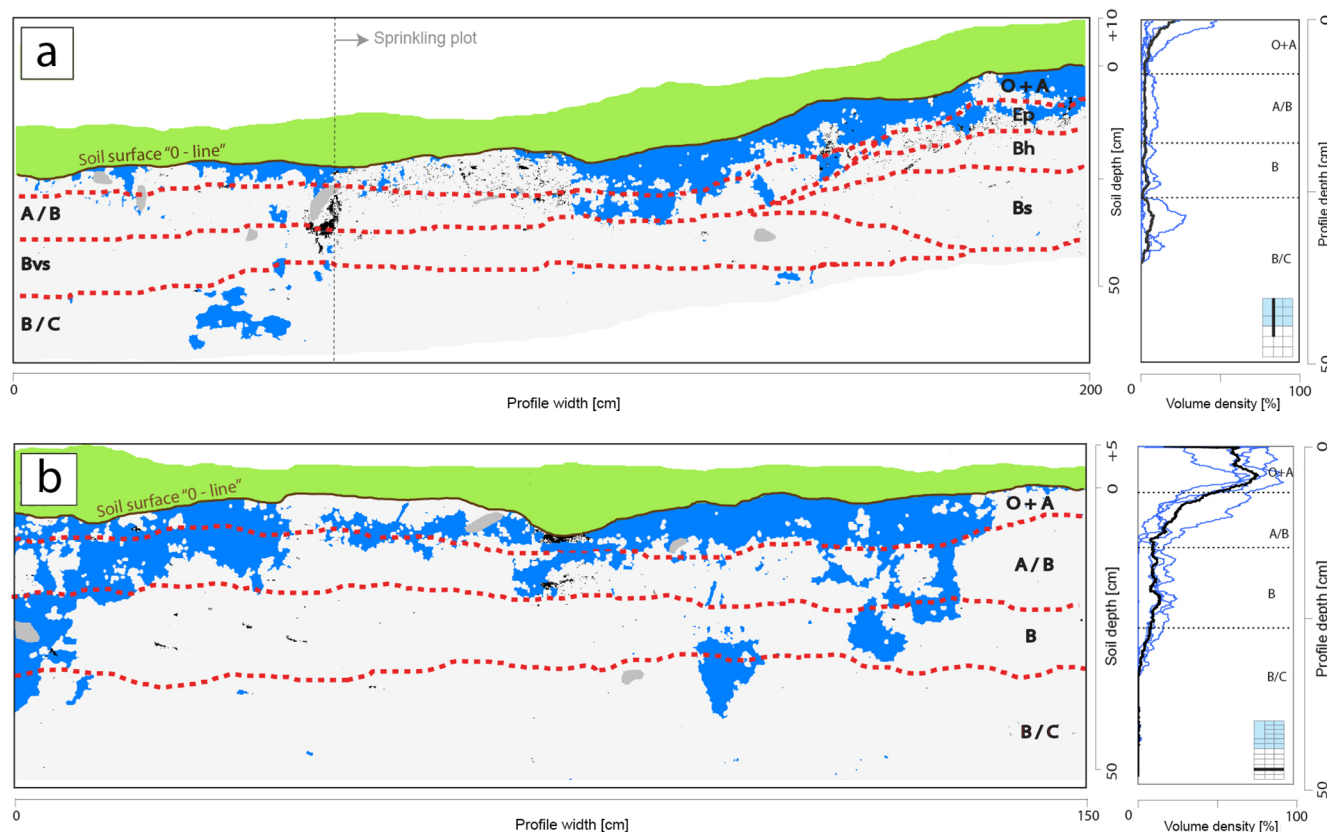 a
Sprinkling plot
Soil surface "0 - line"
A / B
Bvs
B / C
O + A
Ep
Bh
Bs
+10
0
50
Soil depth [cm]
0
200
Profile width [cm]
O+A
A/B
B
B/C
0
50
Profile depth [cm]
0
100
Volume density [%]
b
Soil surface "0 - line"
O + A
A / B
B
B / C
+5
0
50
Soil depth [cm]
0
150
Profile width [cm]
O+A
A/B
B
B/C
0
50
Profile depth [cm]
0
100
Volume density [%]